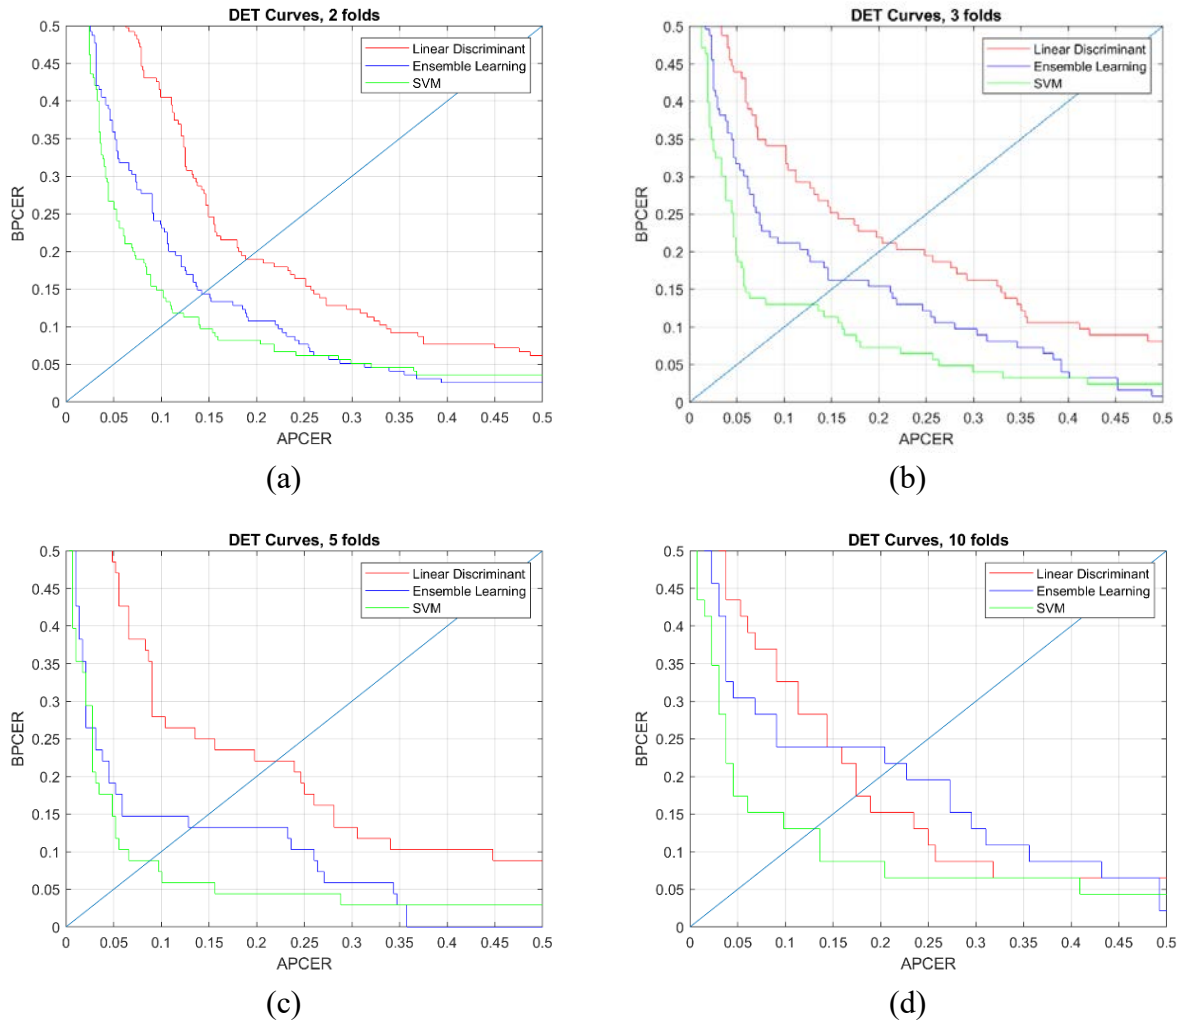 DET Curves, 2 folds
0.5
0.45
0.4
0.35
0.3
0.25
0.2
0.15
0.1
0.05
0
BPCER
Linear Discriminant
Ensemble Learning
SVM
0 0.05 0.1 0.15 0.2 0.25 0.3 0.35 0.4 0.45 0.5
APCER
(a)
DET Curves, 3 folds
0.5
0.45
0.4
0.35
0.3
0.25
0.2
0.15
0.1
0.05
0
BPCER
Linear Discriminant
Ensemble Learning
SVM
0 0.05 0.1 0.15 0.2 0.25 0.3 0.35 0.4 0.45 0.5
APCER
(b)
DET Curves, 5 folds
0.5
0.45
0.4
0.35
0.3
0.25
0.2
0.15
0.1
0.05
0
BPCER
Linear Discriminant
Ensemble Learning
SVM
0 0.05 0.1 0.15 0.2 0.25 0.3 0.35 0.4 0.45 0.5
APCER
(c)
DET Curves, 10 folds
0.5
0.45
0.4
0.35
0.3
0.25
0.2
0.15
0.1
0.05
0
BPCER
Linear Discriminant
Ensemble Learning
SVM
0 0.05 0.1 0.15 0.2 0.25 0.3 0.35 0.4 0.45 0.5
APCER
(d)